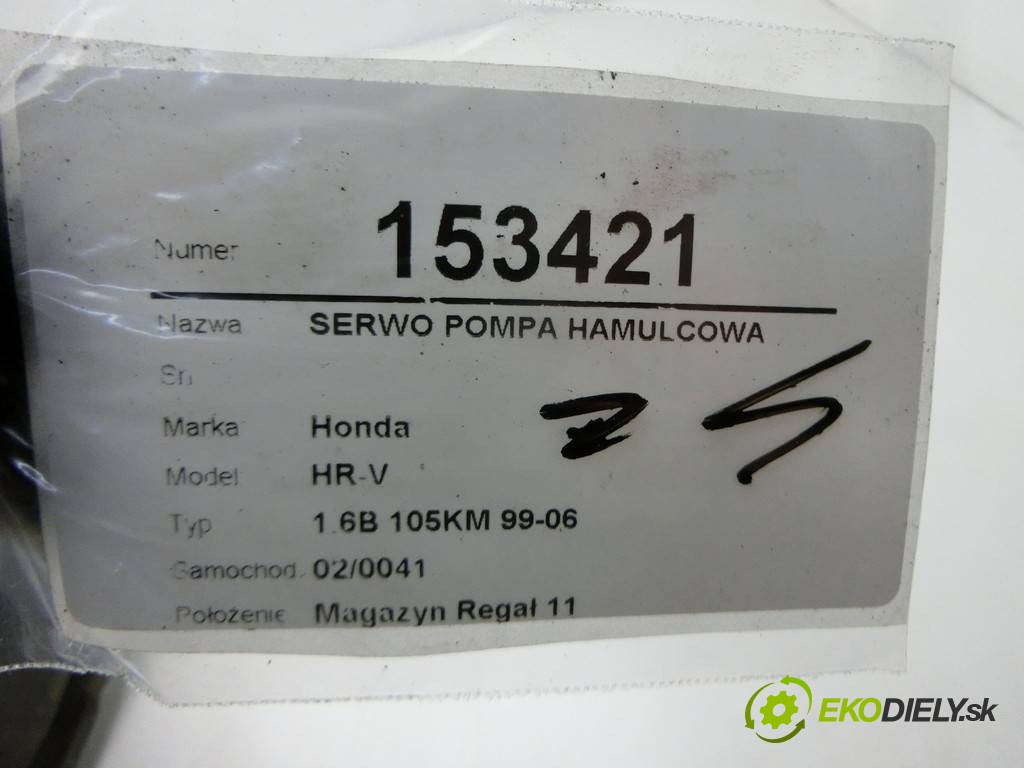 Numer 153421
Nazwa SERWO POMPA HAMULCOWA
Sn
Marka Honda
Model HR-V
Typ 1.6B 105KM 99-06
Samochod 02/0041
Położenie Magazyn Regał 11
EKODIELY.sk